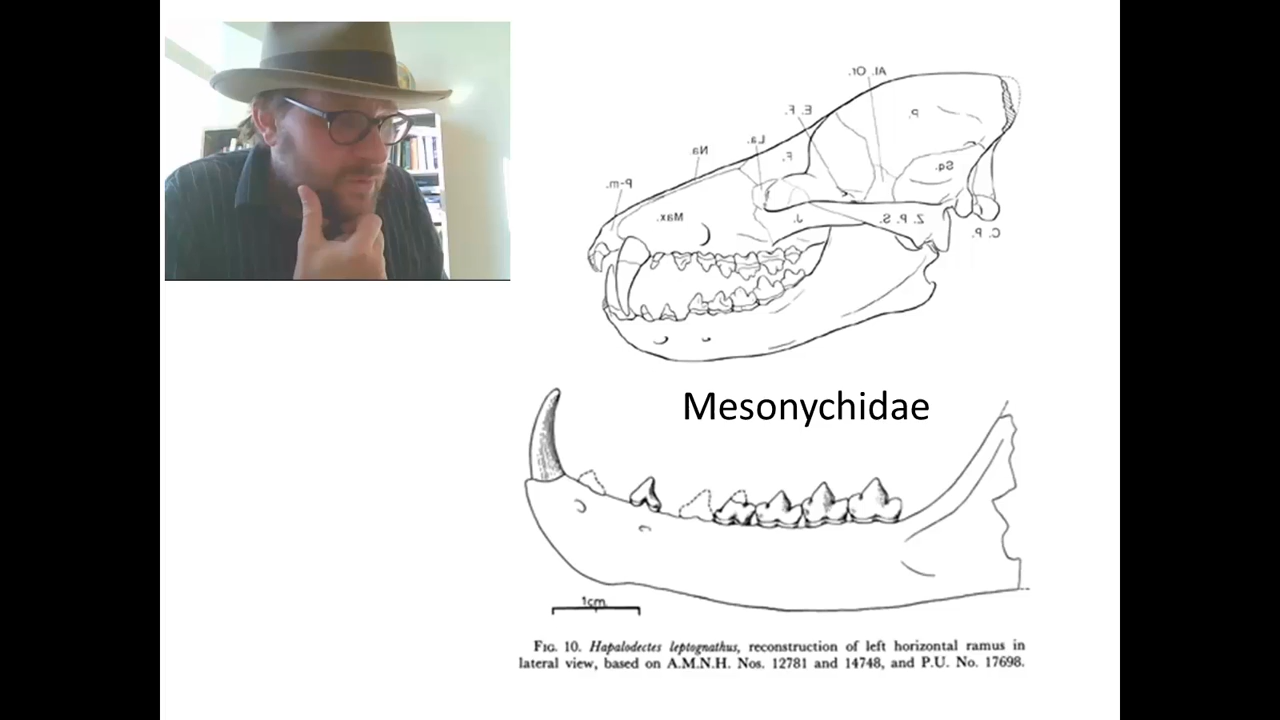 Al. Or.
E. F.
P.
La.
Na
F.
Sq.
P-m.
Max.
J.
Z. P. S.
C. P.
Mesonychidae
1cm.
FIG. 10. Hapalodectes leptognathus, reconstruction of left horizontal ramus in
lateral view, based on A.M.N.H. Nos. 12781 and 14748, and P.U. No. 17698.